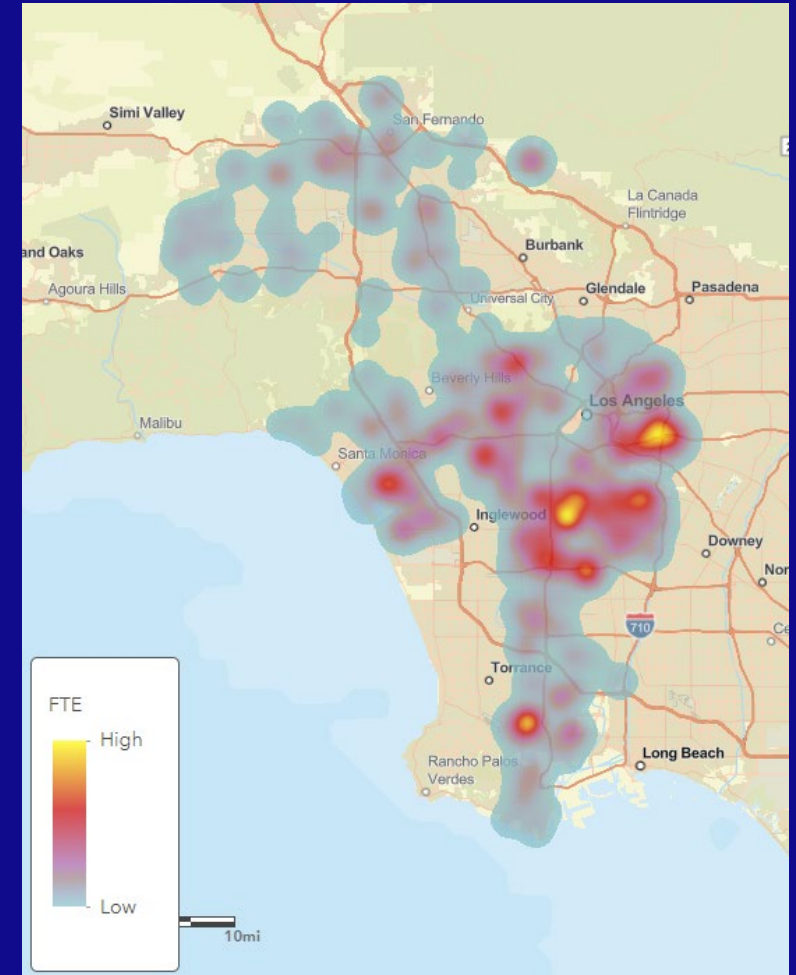 Simi Valley
San Fernando
La Canada
Flintridge
and Oaks
Burbank
Agoura Hills
Universal City
Glendale
Pasadena
Beverly Hills
Los Angeles
Malibu
Santa Monica
Inglewood
Downey
Nor
710
Ce
Torrance
Rancho Palos
Verdes
Long Beach
FTE
High
Low
10mi